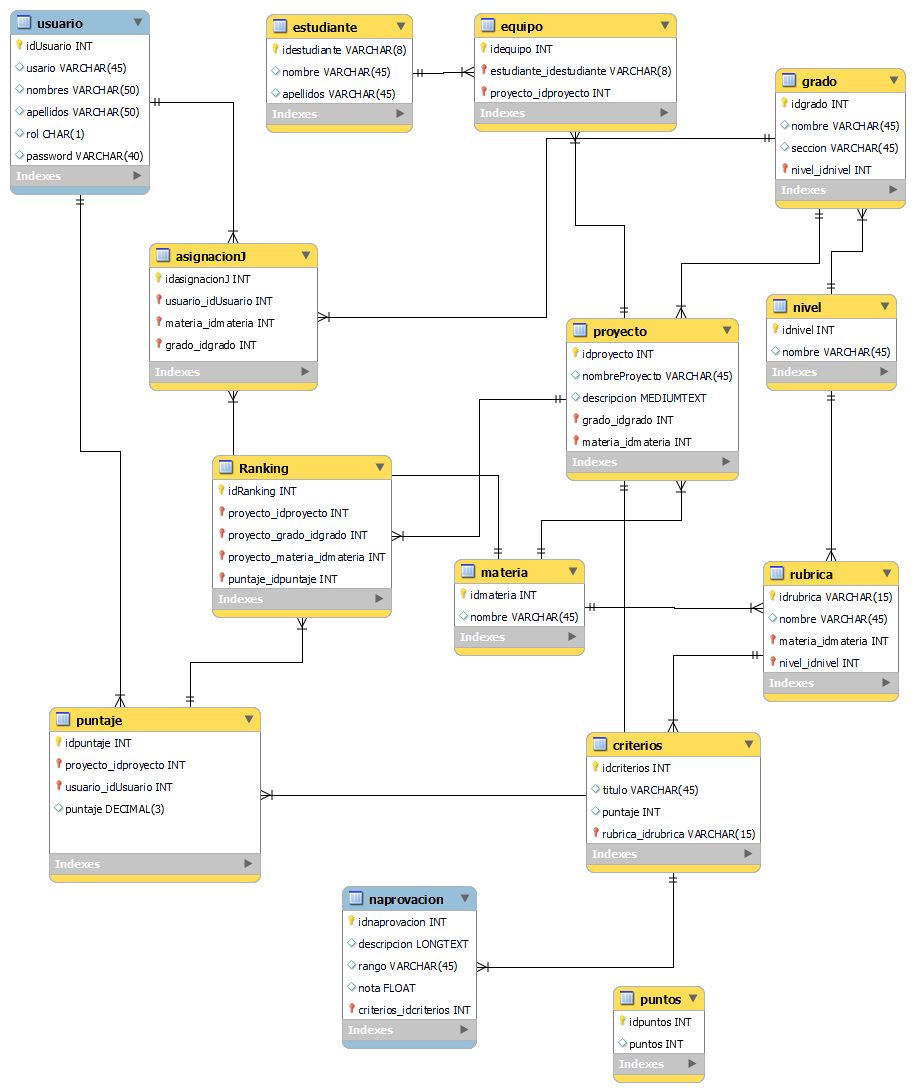 usuario
idUsuario INT
usario VARCHAR(45)
nombres VARCHAR(50)
apellidos VARCHAR(50)
rol CHAR(1)
password VARCHAR(40)
Indexes
estudiante
idestudiante VARCHAR(8)
nombre VARCHAR(45)
apellidos VARCHAR(45)
Indexes
equipo
idequipo INT
estudiante_idestudiante VARCHAR(8)
proyecto_idproyecto INT
Indexes
grado
idgrado INT
nombre VARCHAR(45)
seccion VARCHAR(45)
nivel_idnivel INT
Indexes
asignacionJ
idasignacionJ INT
usuario_idUsuario INT
materia_idmateria INT
grado_idgrado INT
Indexes
nivel
idnivel INT
nombre VARCHAR(45)
Indexes
proyecto
idproyecto INT
nombreProyecto VARCHAR(45)
descripcion MEDIUMTEXT
grado_idgrado INT
materia_idmateria INT
Indexes
Ranking
idRanking INT
proyecto_idproyecto INT
proyecto_grado_idgrado INT
proyecto_materia_idmateria INT
puntaje_idpuntaje INT
Indexes
materia
idmateria INT
nombre VARCHAR(45)
Indexes
rubrica
idrubrica VARCHAR(15)
nombre VARCHAR(45)
materia_idmateria INT
nivel_idnivel INT
Indexes
puntaje
idpuntaje INT
proyecto_idproyecto INT
usuario_idUsuario INT
puntaje DECIMAL(3)
Indexes
criterios
idcriterios INT
titulo VARCHAR(45)
puntaje INT
rubrica_idrubrica VARCHAR(15)
Indexes
naprovacion
idnaprovacion INT
descripcion LONGTEXT
rango VARCHAR(45)
nota FLOAT
criterios_idcriterios INT
Indexes
puntos
idpuntos INT
puntos INT
Indexes